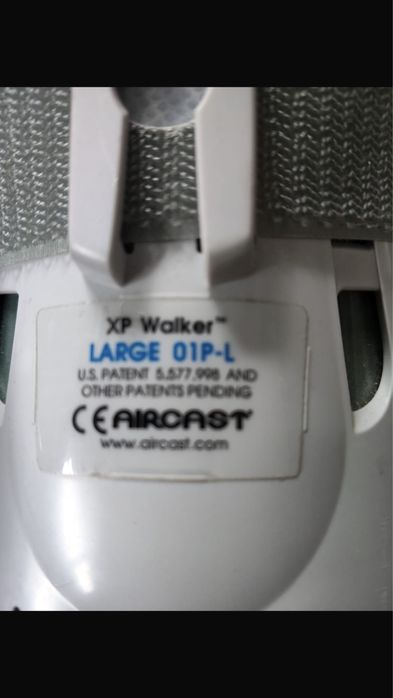 XP Walker™
LARGE 01P-L
U.S. PATENT 5,577,998 AND
OTHER PATENTS PENDING
CE AIRCAST
www.aircast.com